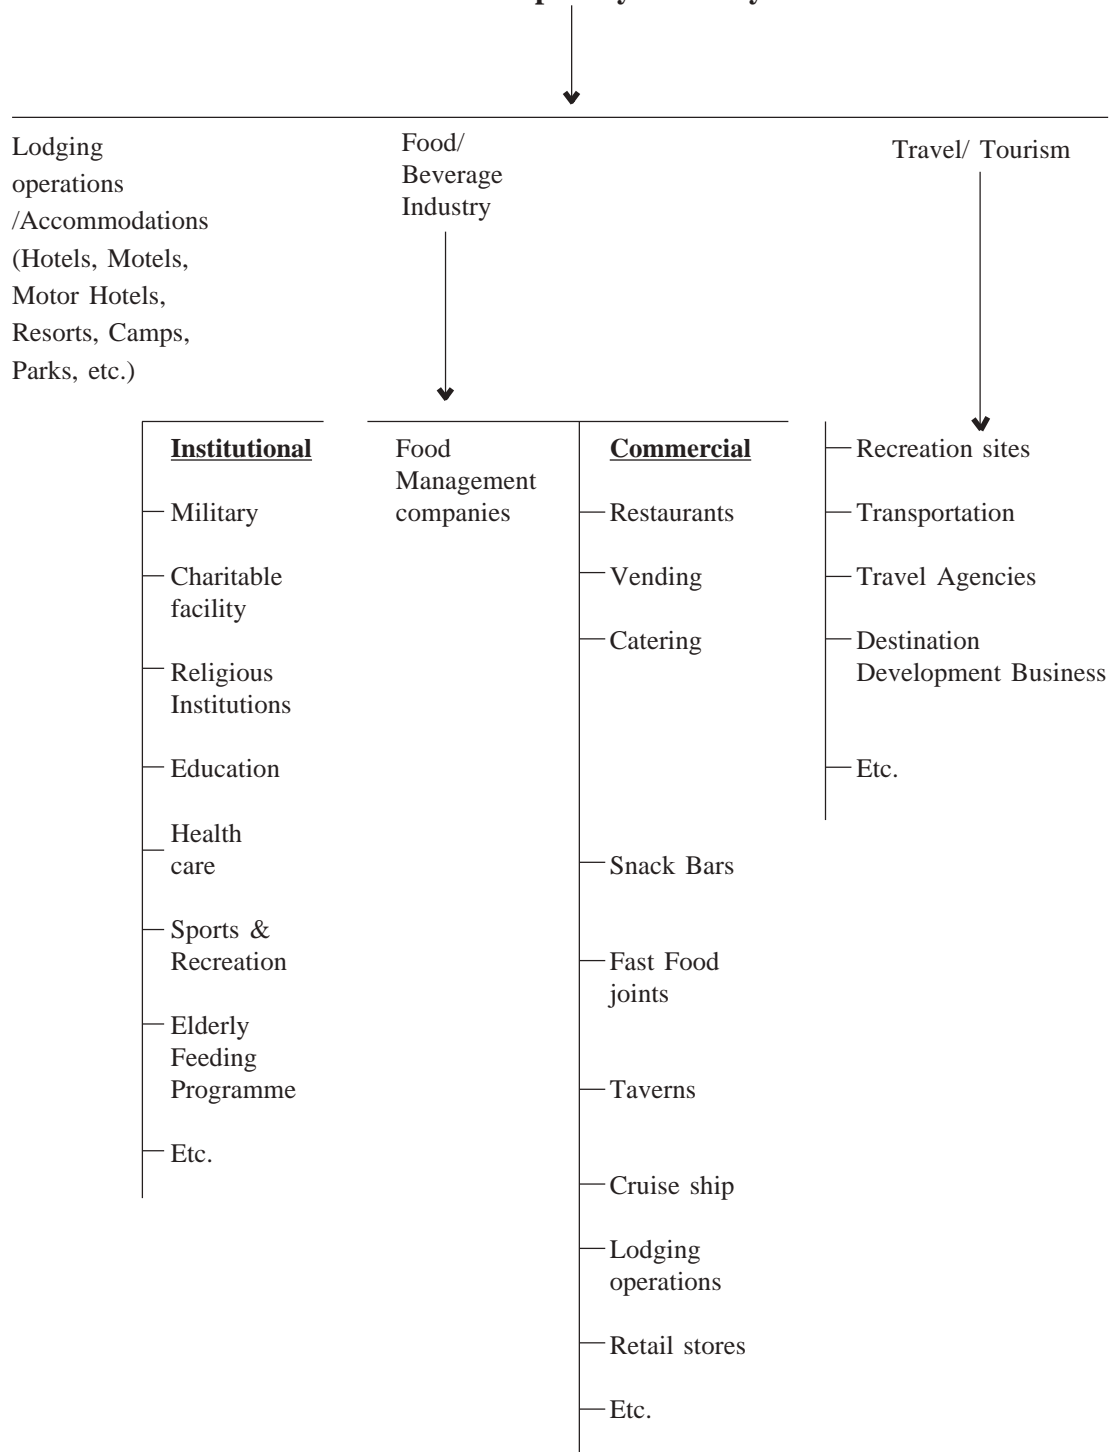 Lodging
operations
/Accommodations
(Hotels, Motels,
Motor Hotels,
Resorts, Camps,
Parks, etc.)
Food/
Beverage
Industry
Travel/ Tourism
Institutional
Military
Charitable
facility
Religious
Institutions
Education
Health
care
Sports &
Recreation
Elderly
Feeding
Programme
Etc.
Food
Management
companies
Commercial
Restaurants
Vending
Catering
Snack Bars
Fast Food
joints
Taverns
Cruise ship
Lodging
operations
Retail stores
Etc.
Recreation sites
Transportation
Travel Agencies
Destination
Development Business
Etc.